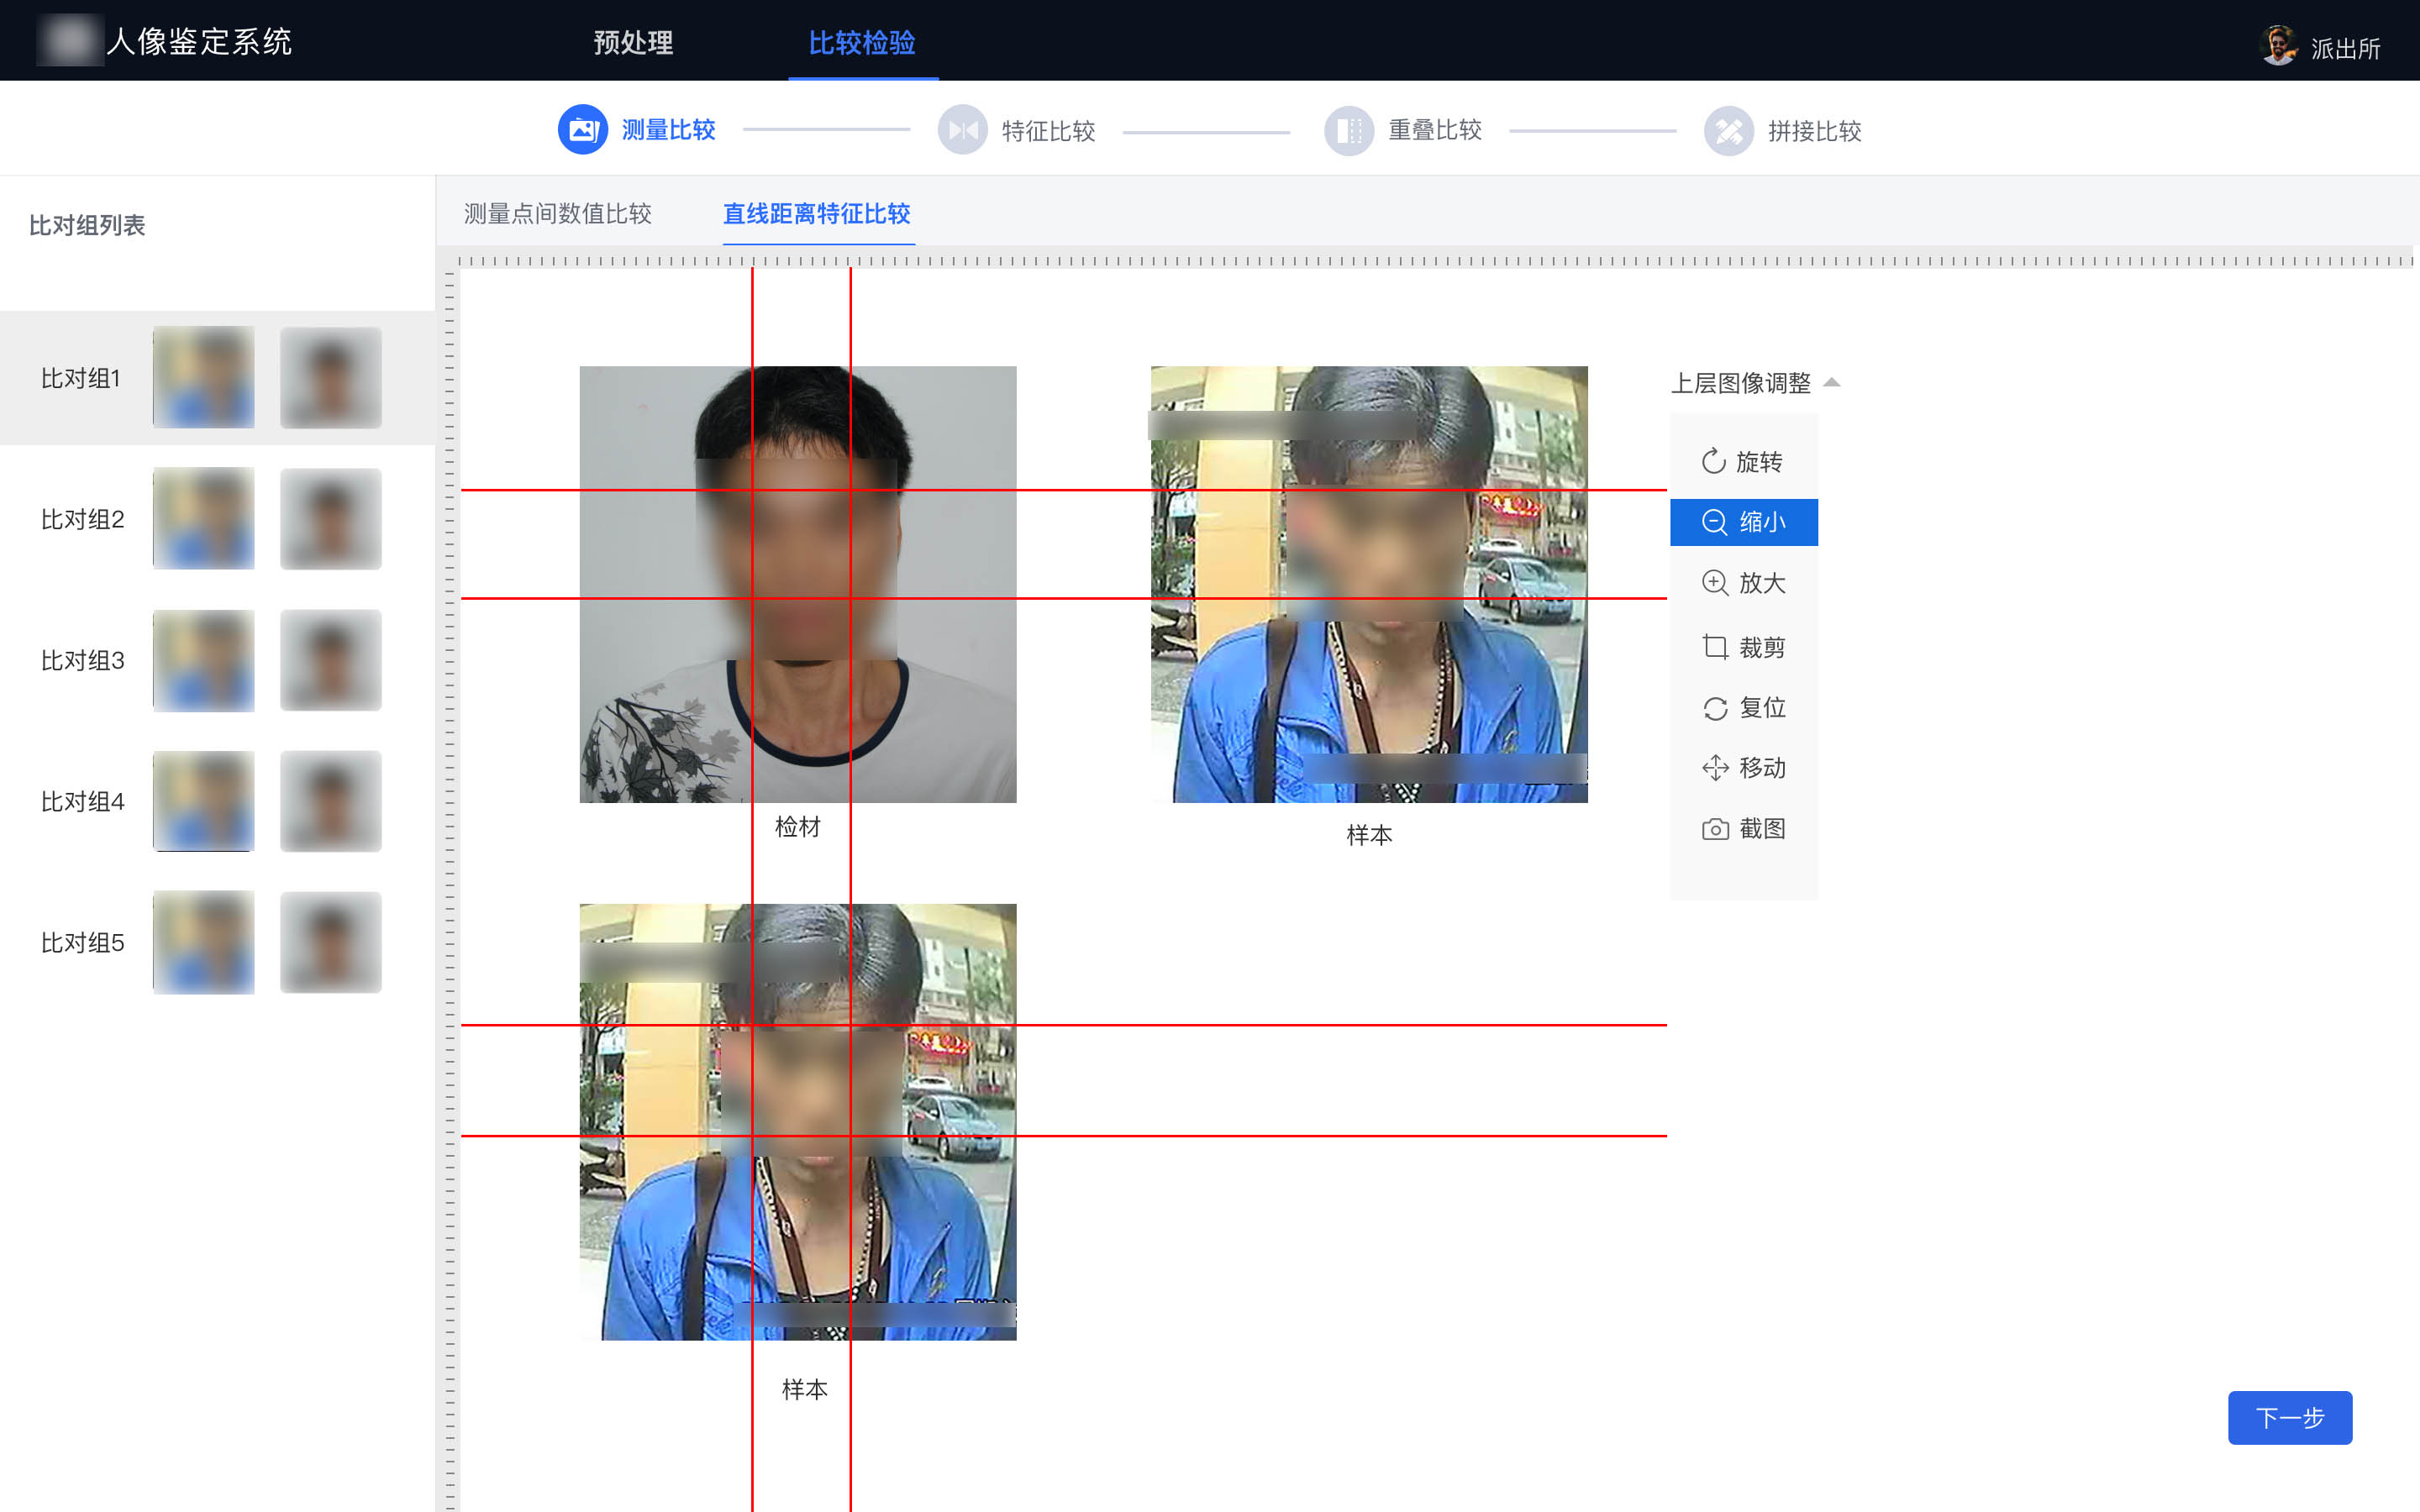 人像鉴定系统
预处理
比较检验
派出所
测量比较
特征比较
重叠比较
拼接比较
比对组列表
测量点间数值比较
直线距离特征比较
比对组1
比对组2
比对组3
比对组4
比对组5
上层图像调整
旋转
缩小
放大
裁剪
复位
移动
截图
检材
样本
样本
下一步